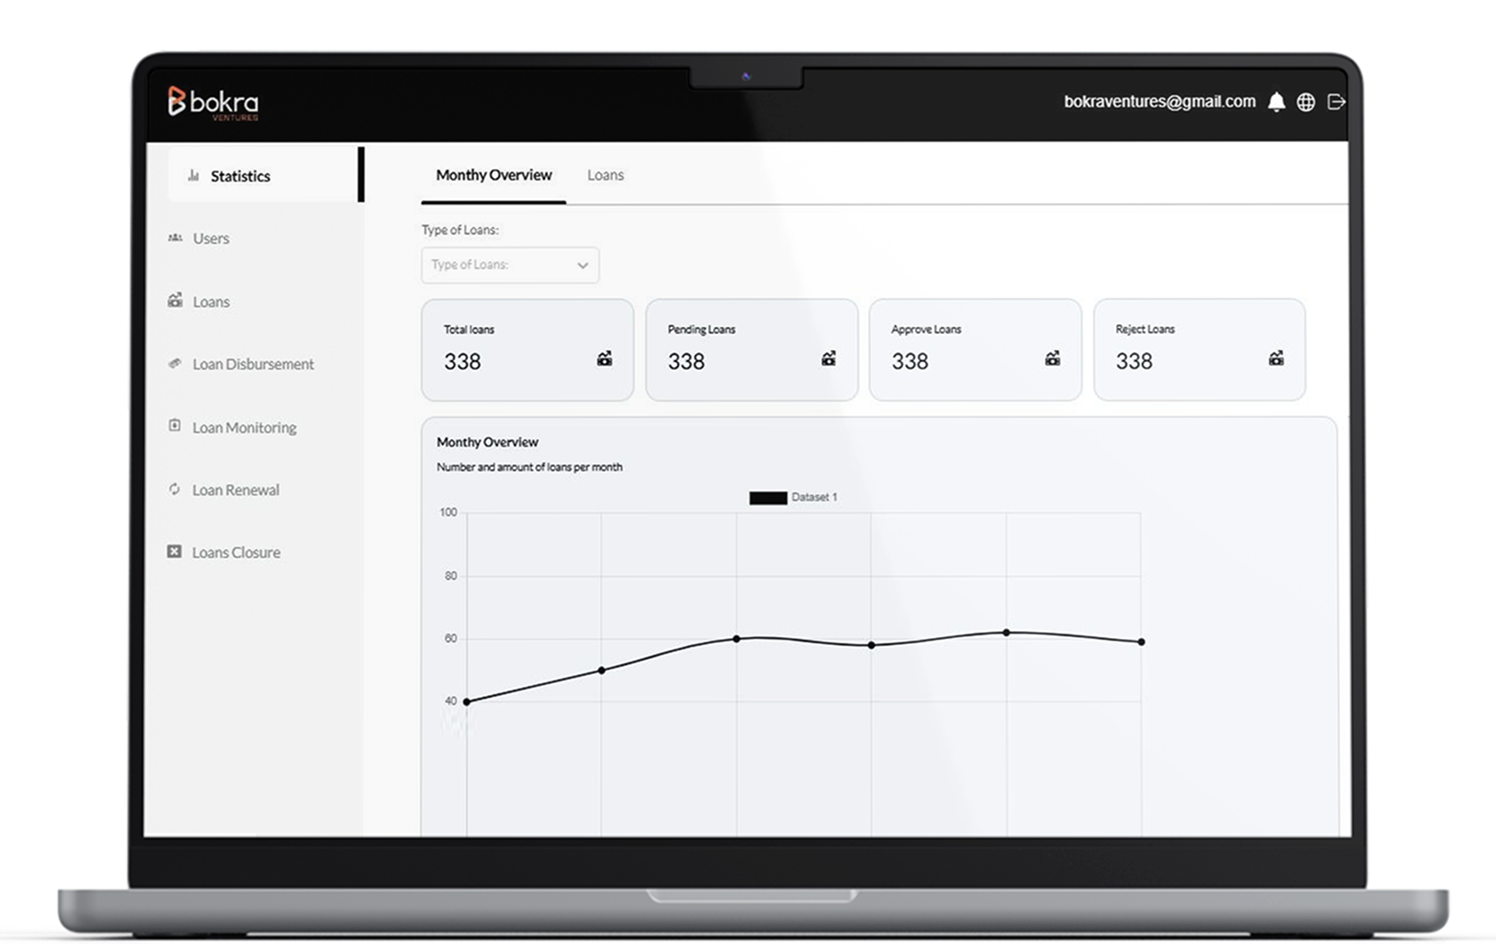 bokra
VENTURES
bokraventures@gmail.com
Statistics
Users
Loans
Loan Disbursement
Loan Monitoring
Loan Renewal
Loans Closure
Monthy Overview
Loans
Type of Loans:
Type of Loans:
Total loans
338
Pending Loans
338
Approve Loans
338
Reject Loans
338
Monthy Overview
Number and amount of loans per month
Dataset 1
100
80
60
40